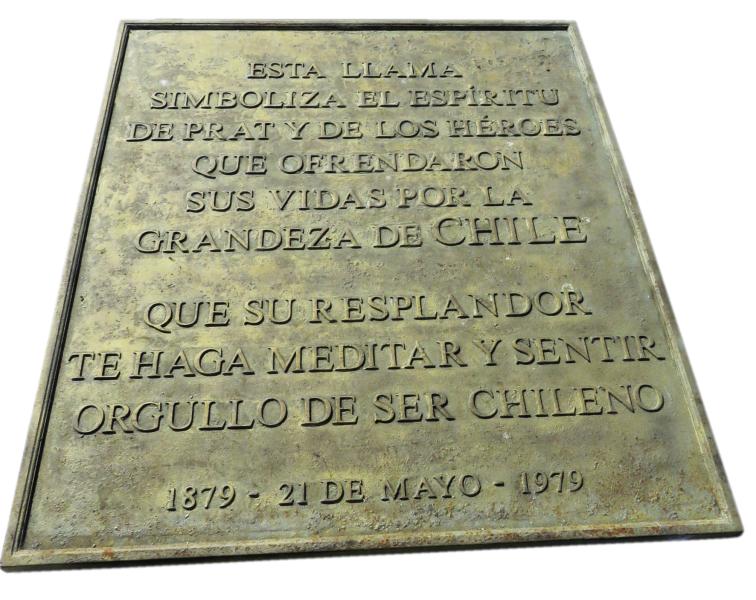 ESTA LLAMA
SIMBOLIZA EL ESPÍRITU
DE PRAT Y DE LOS HÉROES
QUE OFRENDARON
SUS VIDAS POR LA
GRANDEZA DE CHILE
QUE SU RESPLANDOR
TE HAGA MEDITAR Y SENTIR
ORGULLO DE SER CHILENO
1879 - 21 DE MAYO - 1979